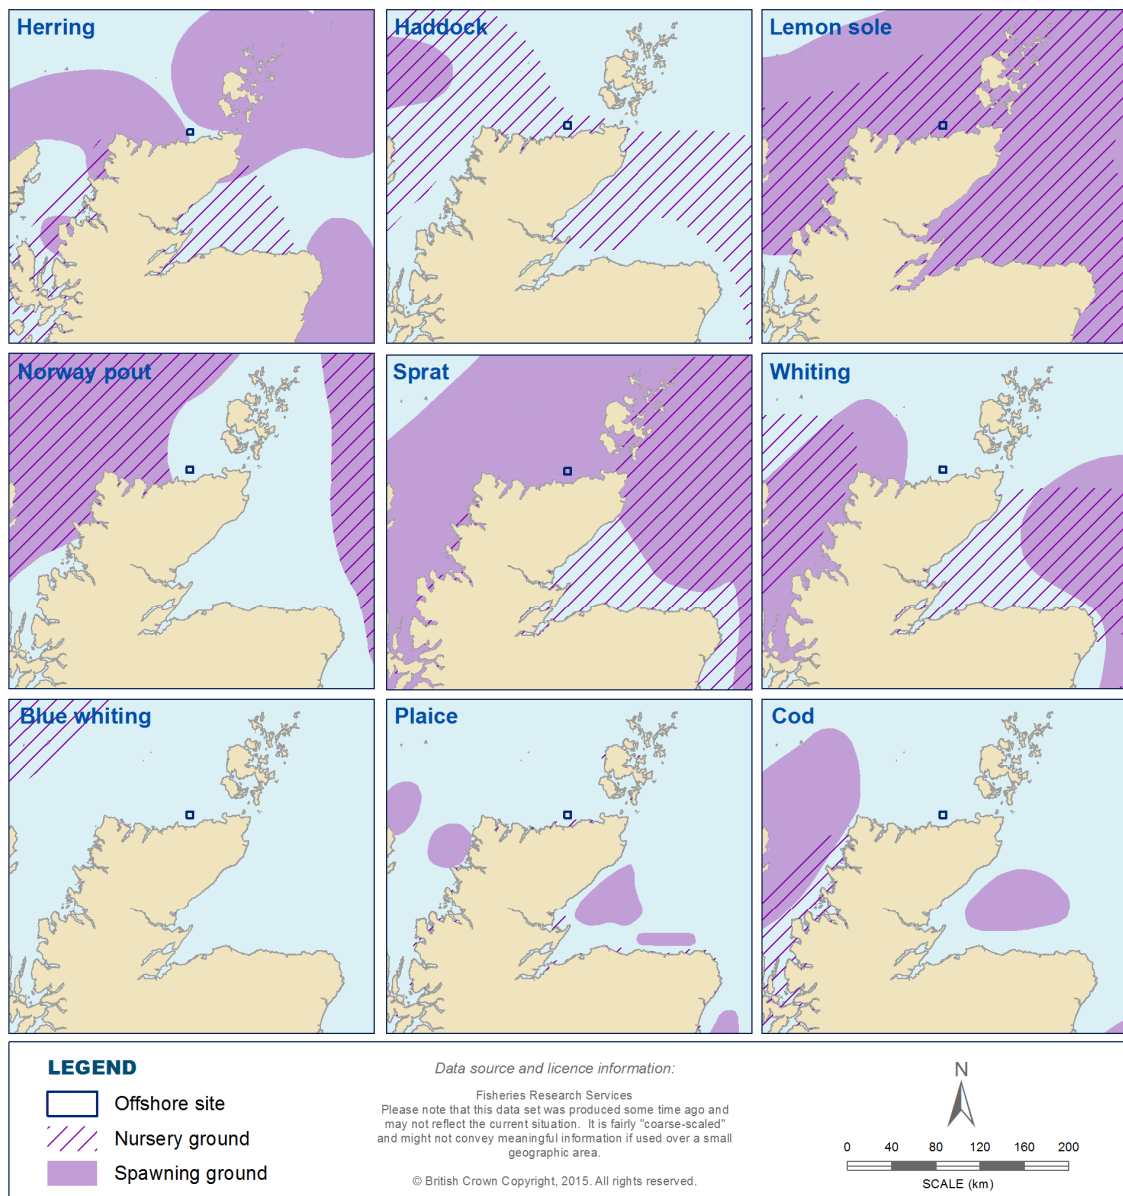 Herring
Haddock
Lemon sole
Norway pout
Sprat
Whiting
Blue whiting
Plaice
Cod
LEGEND
Offshore site
Nursery ground
Spawning ground
Data source and licence information:
Fisheries Research Services
Please note that this data set was produced some time ago and
may not reflect the current situation. It is fairly "coarse-scaled"
and might not convey meaningful information if used over a small
geographic area.
© British Crown Copyright, 2015. All rights reserved.
N
0 40 80 120 160 200
SCALE (km)